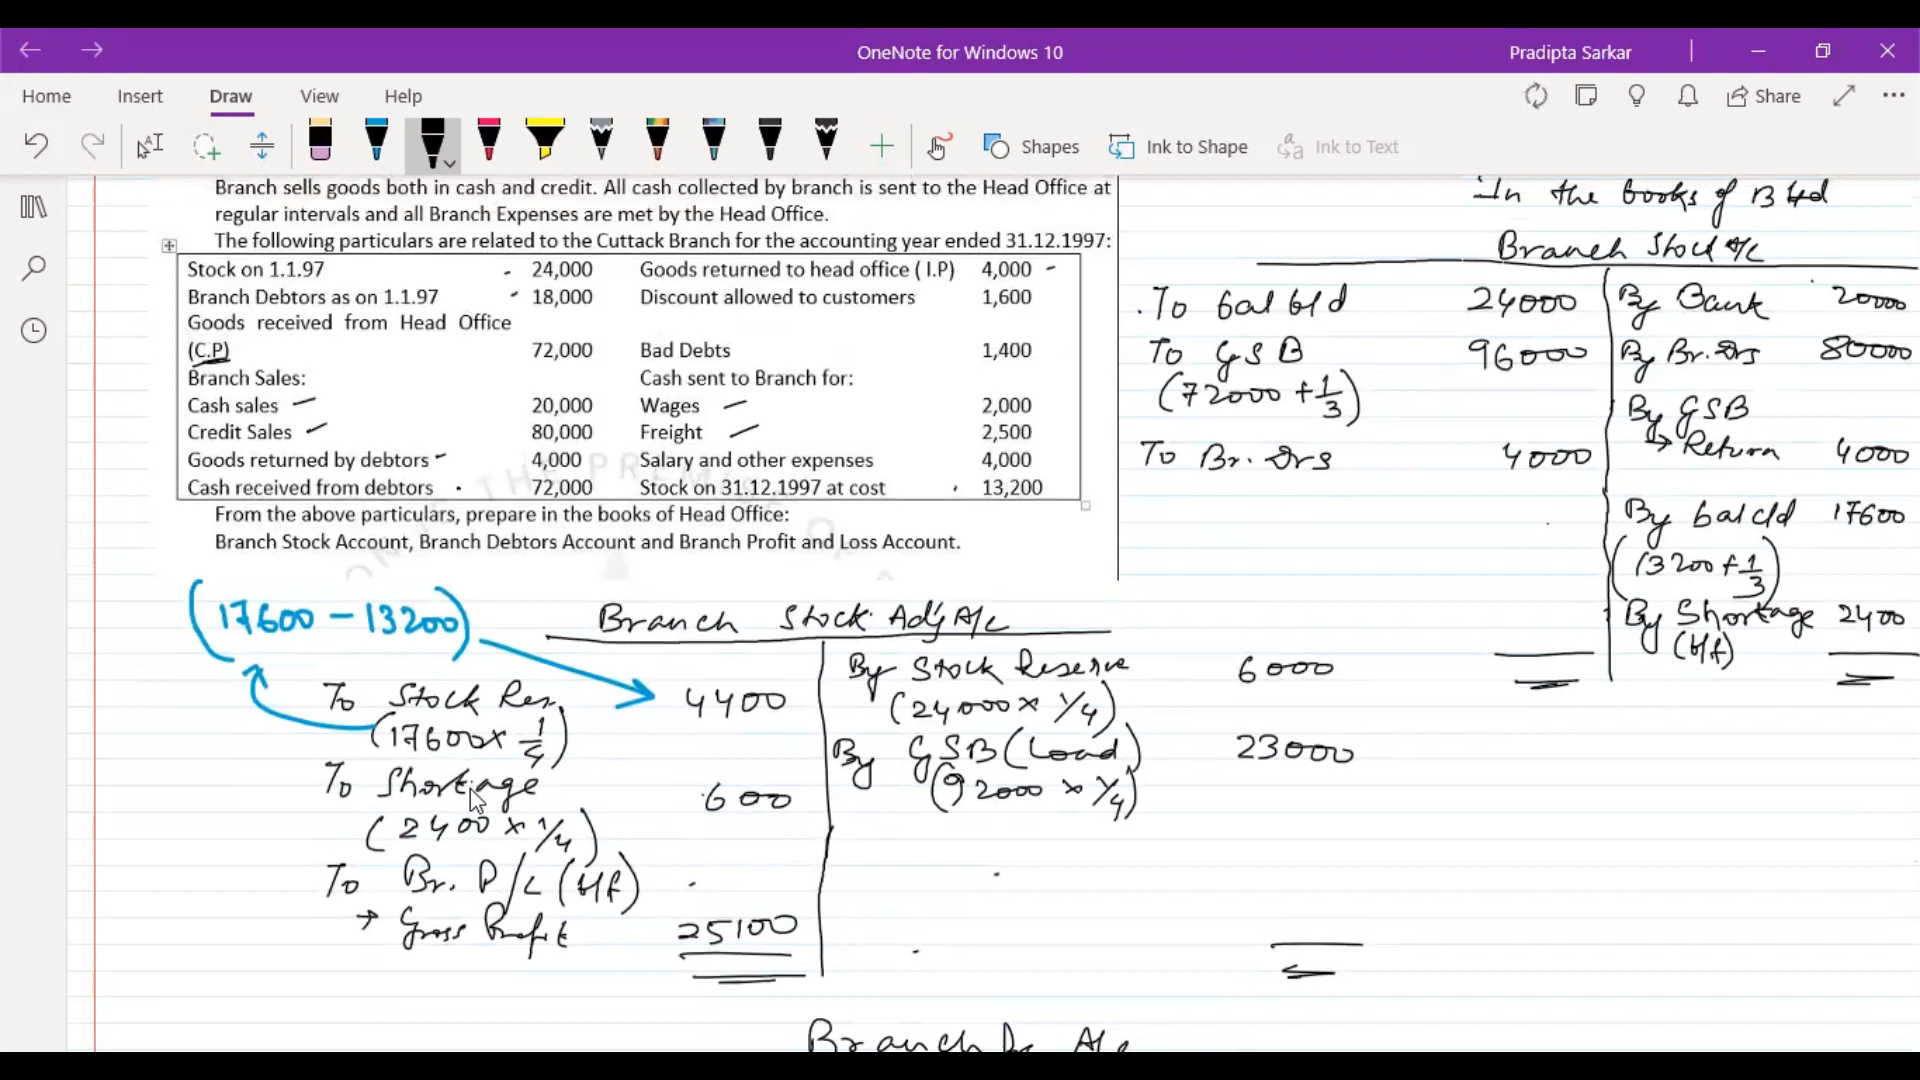 OneNote for Windows 10
Pradipta Sarkar
Home Insert Draw View Help
Share
Shapes
Ink to Shape
Ink to Text
Branch sells goods both in cash and credit. All cash collected by branch is sent to the Head Office at
regular intervals and all Branch Expenses are met by the Head Office.
The following particulars are related to the Cuttack Branch for the accounting year ended 31.12.1997:
Stock on 1.1.97 24,000 Goods returned to head office ( I.P) 4,000
Branch Debtors as on 1.1.97 18,000 Discount allowed to customers 1,600
Goods received from Head Office
(C.P) 72,000 Bad Debts 1,400
Branch Sales: Cash sent to Branch for:
Cash sales 20,000 Wages 2,000
Credit Sales 80,000 Freight 2,500
Goods returned by debtors 4,000 Salary and other expenses 4,000
Cash received from debtors 72,000 Stock on 31.12.1997 at cost 13,200
From the above particulars, prepare in the books of Head Office:
Branch Stock Account, Branch Debtors Account and Branch Profit and Loss Account.
In the books of B Ltd
Branch Stock A/c
To bal b/d 24000 By Bank 20000
To GSB 96000 By Br. Drs 80000
(72000 + 1/3)
By GSB
→ Return 4000
To Br. Drs 4000
By bal c/d 17600
(13200 + 1/3)
By Shortage 2400
(b/f)
(17600 – 13200)
Branch Stock Adj A/c
To Stock Res. 4400 By Stock Reserve 6000
(17600 x 1/4) (24000 x 1/4)
To Shortage 600 By GSB (Load) 23000
(2400 x 1/4) (92000 x 1/4)
To Br. P/L (b/f)
→ Gross Profit 25100
Branch Dr A/c